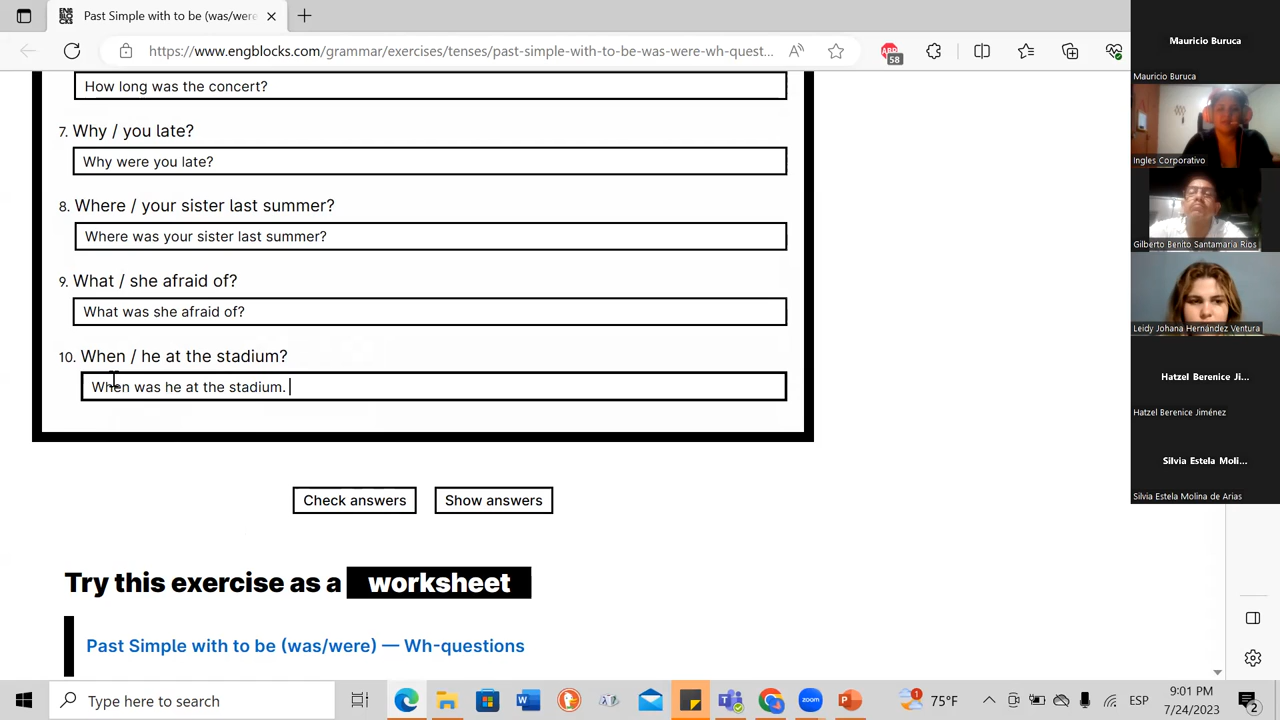 Past Simple with to be (was/were
https://www.engblocks.com/grammar/exercises/tenses/past-simple-with-to-be-was-were-wh-quest...
58
How long was the concert?
7. Why / you late?
Why were you late?
8. Where / your sister last summer?
Where was your sister last summer?
9. What / she afraid of?
What was she afraid of?
10. When / he at the stadium?
When was he at the stadium.
Check answers
Show answers
Try this exercise as a worksheet
Past Simple with to be (was/were) — Wh-questions
Mauricio Buruca
Mauricio Buruca
Ingles Corporativo
Gilberto Benito Santamaria Rios
Leidy Johana Hernández Ventura
Hatzel Berenice Ji...
Hatzel Berenice Jiménez
Silvia Estela Moli...
Silvia Estela Molina de Arias
Type here to search
zoom
1
75°F
ESP
9:01 PM
7/24/2023
2